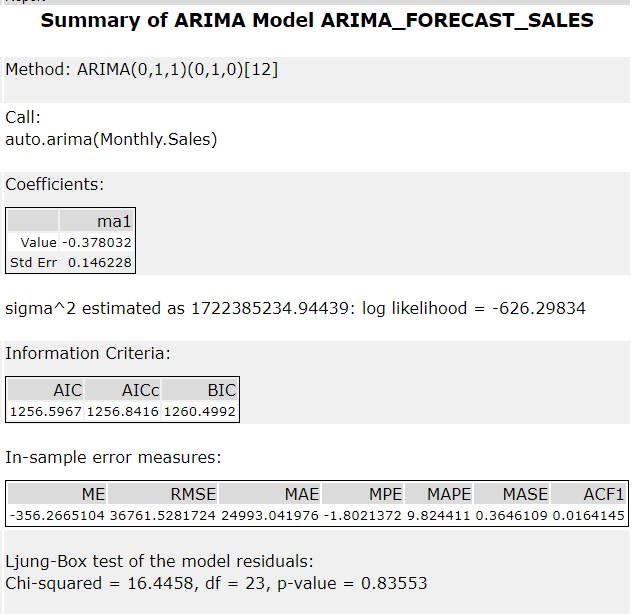 Summary of ARIMA Model ARIMA_FORECAST_SALES
Method: ARIMA(0,1,1)(0,1,0)[12]
Call:
auto.arima(Monthly.Sales)
Coefficients:
ma1
Value -0.378032
Std Err 0.146228
sigma^2 estimated as 1722385234.94439: log likelihood = -626.29834
Information Criteria:
AIC AICc BIC
1256.5967 1256.8416 1260.4992
In-sample error measures:
ME RMSE MAE MPE MAPE MASE ACF1
-356.2665104 36761.5281724 24993.041976 -1.8021372 9.824411 0.3646109 0.0164145
Ljung-Box test of the model residuals:
Chi-squared = 16.4458, df = 23, p-value = 0.83553